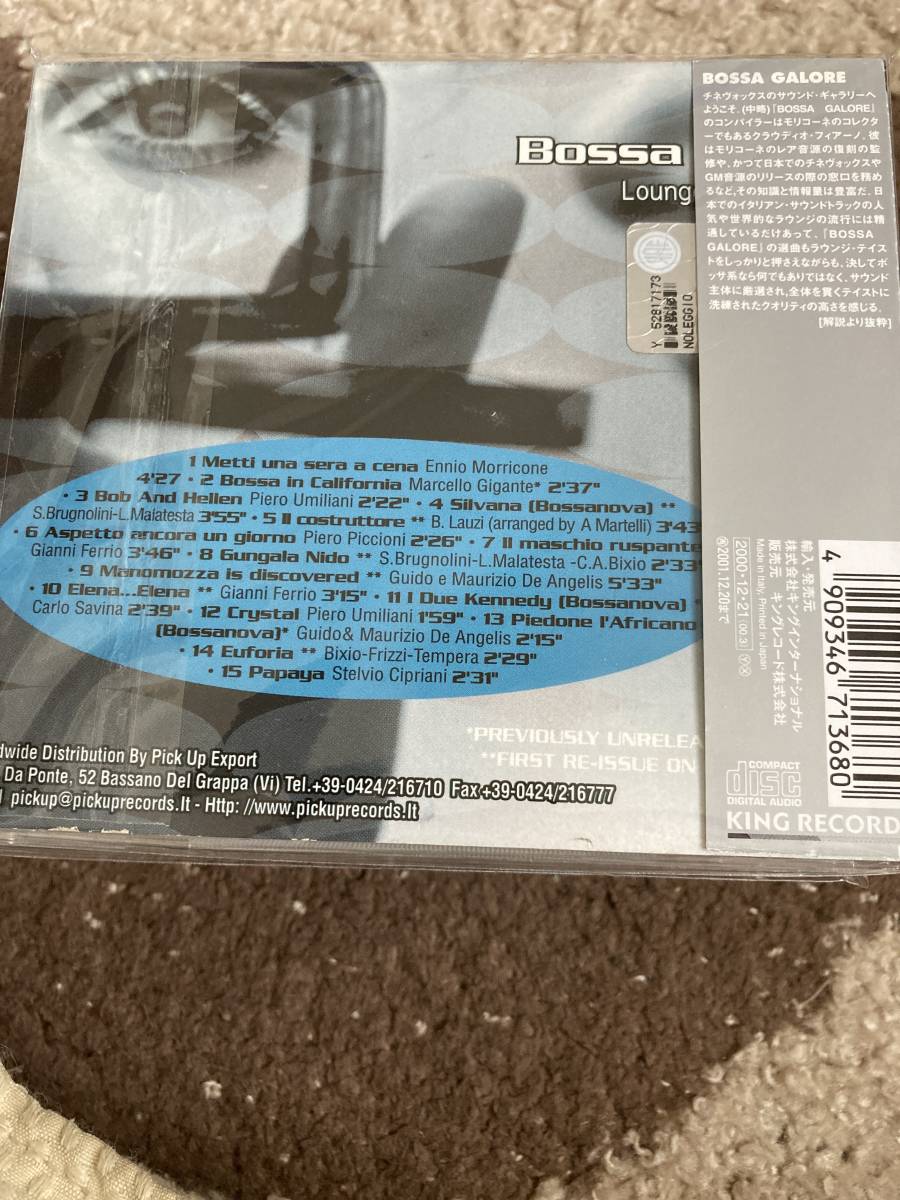 Bossa
Lounge
Y 52817173
NOLEGGIO
1 Metti una sera a cena Ennio Morricone
4'27 · 2 Bossa in California Marcello Gigante* 2'37"
· 3 Bob And Hellen Piero Umiliani 2'22" · 4 Silvana (Bossanova) **
S.Brugnolini-L.Malatesta 3'55" · 5 Il costruttore ** B. Lauzi (arranged by A Martelli) 3'43"
· 6 Aspetto ancora un giorno Piero Piccioni 2'26" · 7 Il maschio ruspante
Gianni Ferrio 3'46" · 8 Gungala Nido ** S.Brugnolini-L.Malatesta -C.A.Bixio 2'33"
· 9 Manomozza is discovered ** Guido e Maurizio De Angelis 5'33"
· 10 Elena...Elena ** Gianni Ferrio 3'15" · 11 I Due Kennedy (Bossanova) *
Carlo Savina 2'39" · 12 Crystal Piero Umiliani 1'59" · 13 Piedone l'Africano
(Bossanova)* Guido& Maurizio De Angelis 2'15"
· 14 Euforia ** Bixio-Frizzi-Tempera 2'29"
· 15 Papaya Stelvio Cipriani 2'31"
*PREVIOUSLY UNRELEA
**FIRST RE-ISSUE ON
dwide Distribution By Pick Up Export
Da Ponte, 52 Bassano Del Grappa (Vi) Tel.+39-0424/216710 Fax+39-0424/216777
pickup@pickuprecords.It - Http: //www.pickuprecords.It
BOSSA GALORE
チネヴォックスのサウンド・ギャラリーへ
ようこそ。(中略)『BOSSA GALORE』
のコンパイラーはモリコーネのコレクタ
ーでもあるクラウディオ・フィアーノ。彼
はモリコーネのレア音源の復刻の監
修や、かつて日本でのチネヴォックスや
GM音源のリリースの際の窓口を務め
るなど、その知識と情報量は豊富だ。日
本でのイタリアン・サウンドトラックの人
気や世界的なラウンジの流行には精
通しているだけあって、『BOSSA
GALORE』の選曲もラウンジ・テイス
トをしっかりと押さえながらも、決してボ
ッサ系なら何でもありではなく、サウンド
主体に厳選され、全体を貫くテイストに
洗練されたクオリティの高さを感じる。
[解説より抜粋]
輸入・発売元
株式会社キングインターナショナル
販売元 キングレコード株式会社
Made in Italy, Printed in Japan
2000・12・21 (00.3) Ⓨ Ⓧ
㋲2001.12.20まで
4 909346 713680
COMPACT
disc
DIGITAL AUDIO
KING RECORD